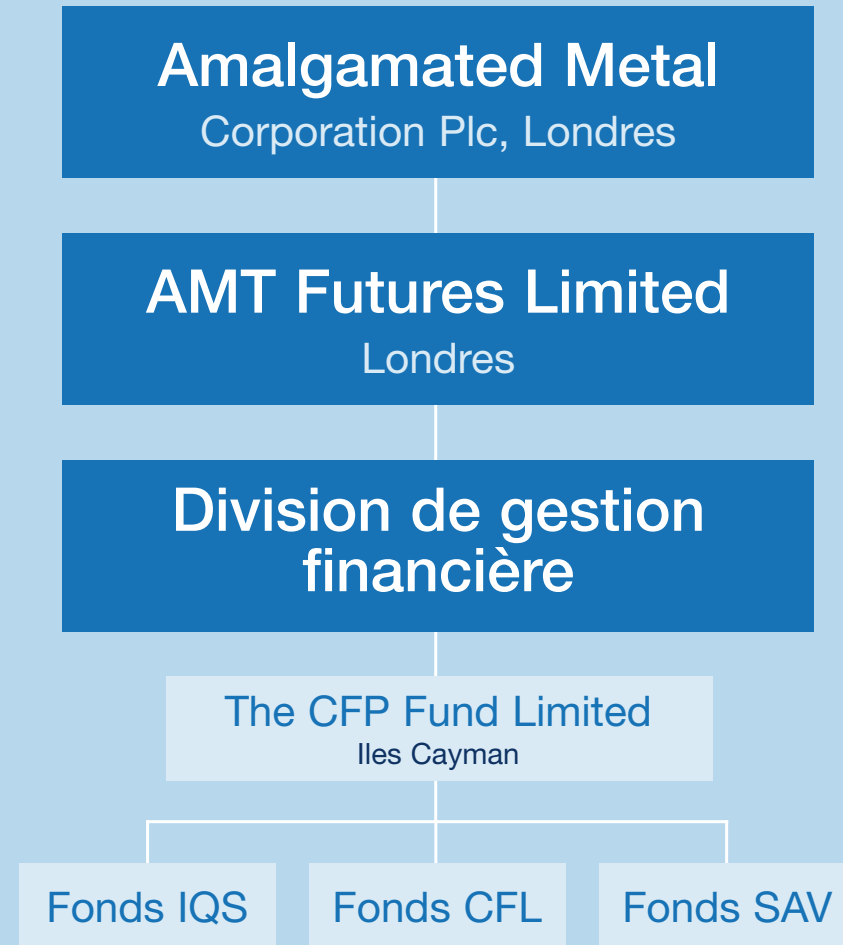 Amalgamated Metal
Corporation Plc, Londres
AMT Futures Limited
Londres
Division de gestion
financière
The CFP Fund Limited
Iles Cayman
Fonds IQS
Fonds CFL
Fonds SAV